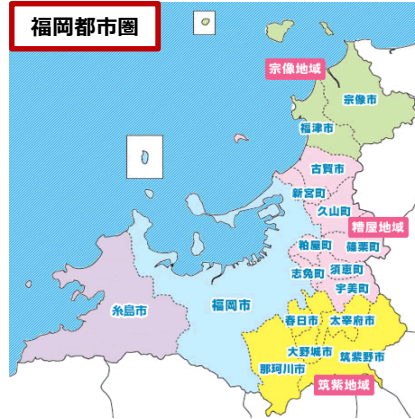 福岡都市圏
宗像地域
宗像市
福津市
古賀市
新宮町
久山町
糟屋地域
粕屋町
篠栗町
志免町
須恵町
宇美町
福岡市
糸島市
春日市
太宰府市
大野城市
筑紫野市
那珂川市
筑紫地域